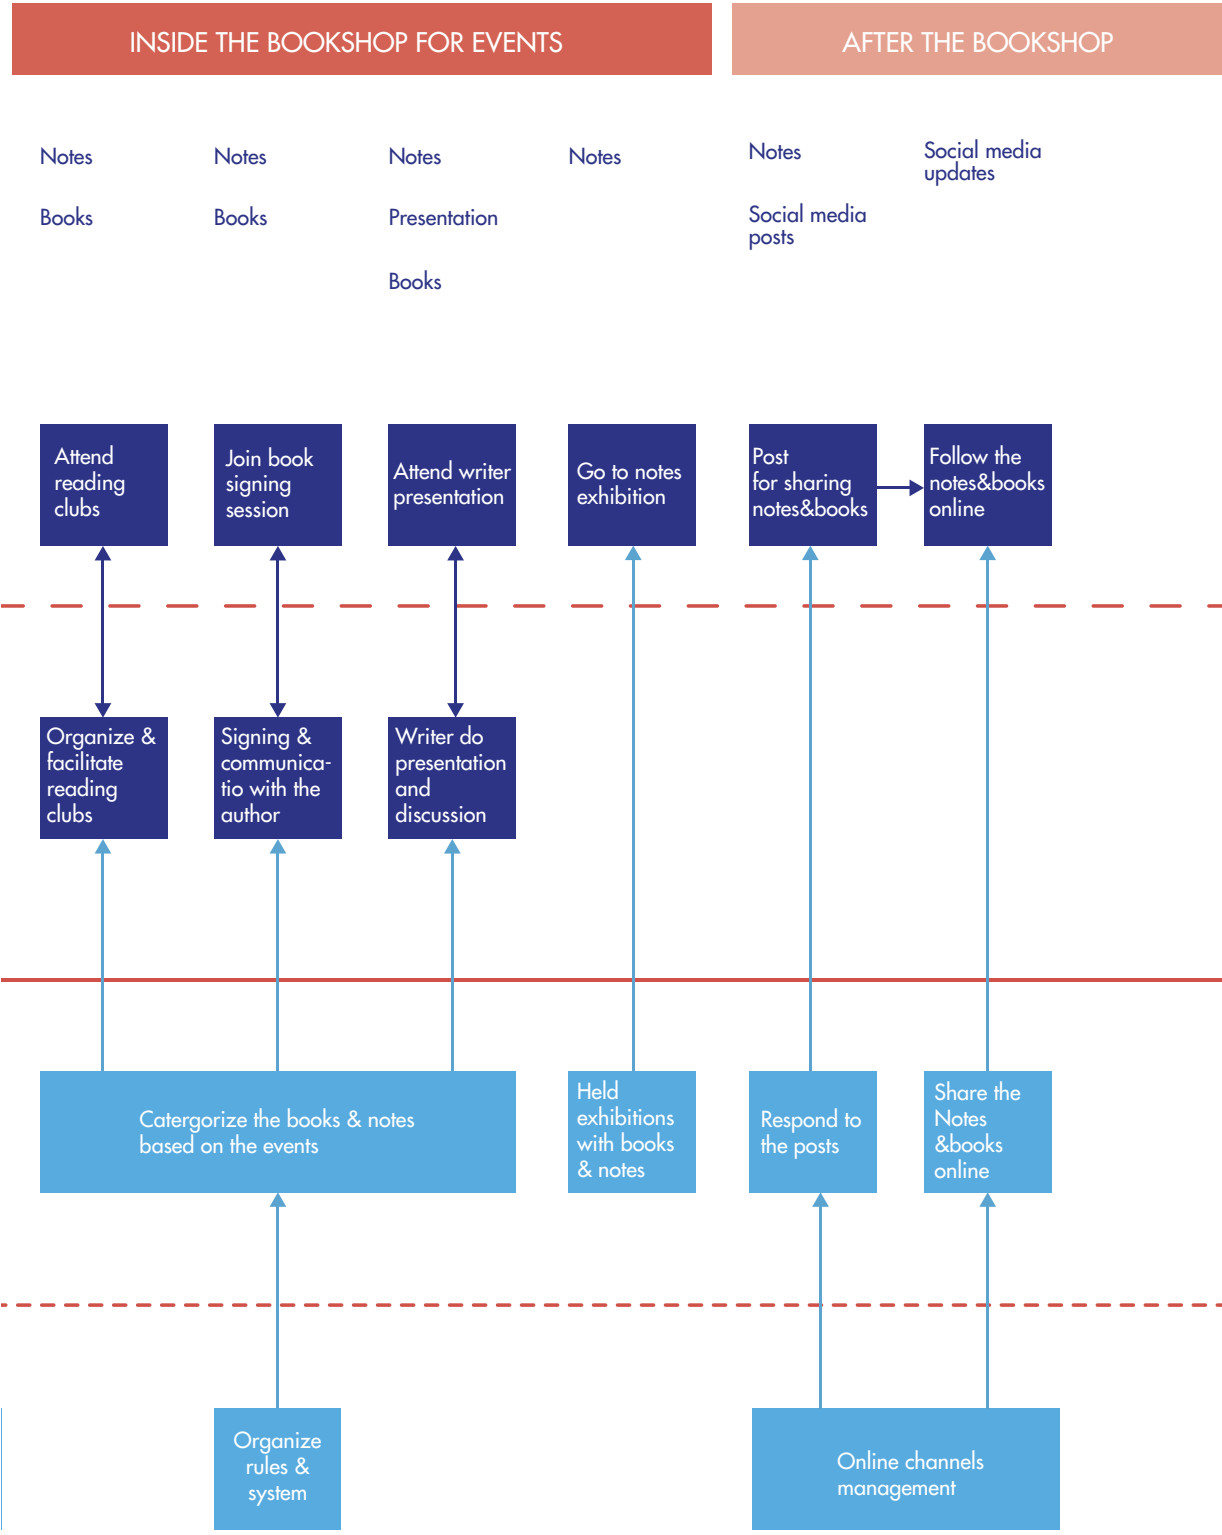 INSIDE THE BOOKSHOP FOR EVENTS
AFTER THE BOOKSHOP
Notes
Books
Notes
Books
Notes
Presentation
Books
Notes
Notes
Social media
posts
Social media
updates
Attend
reading
clubs
Join book
signing
session
Attend writer
presentation
Go to notes
exhibition
Post
for sharing
notes&books
Follow the
notes&books
online
Organize &
facilitate
reading
clubs
Signing &
communica-
tio with the
author
Writer do
presentation
and
discussion
Catergorize the books & notes
based on the events
Held
exhibitions
with books
& notes
Respond to
the posts
Share the
Notes
&books
online
Organize
rules &
system
Online channels
management